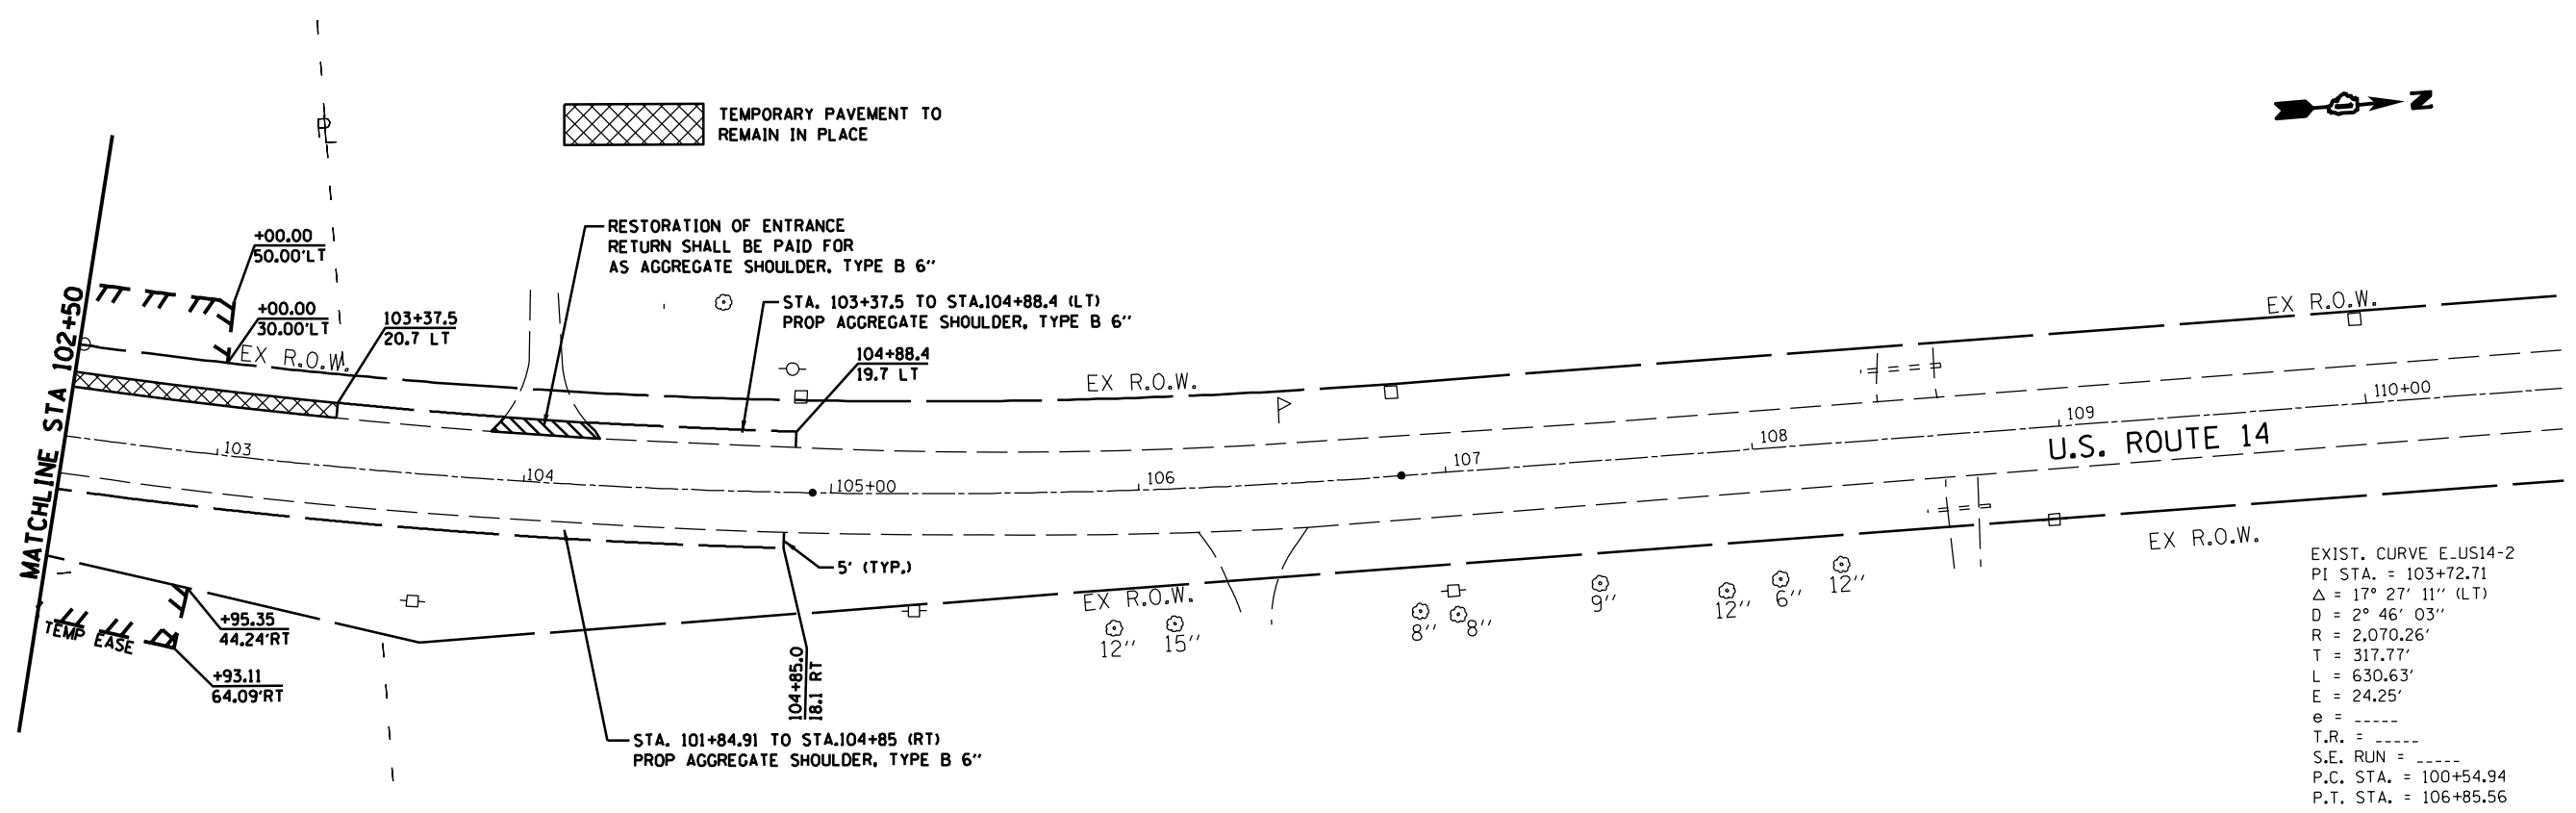 TEMPORARY PAVEMENT TO
REMAIN IN PLACE
N
P
L
MATCHLINE STA 102+50
+00.00
50.00'LT
+00.00
30.00'LT
103+37.5
20.7 LT
EX R.O.W.
RESTORATION OF ENTRANCE
RETURN SHALL BE PAID FOR
AS AGGREGATE SHOULDER, TYPE B 6''
STA. 103+37.5 TO STA.104+88.4 (LT)
PROP AGGREGATE SHOULDER, TYPE B 6''
104+88.4
19.7 LT
EX R.O.W.
EX R.O.W.
103
104
105+00
106
107
108
109
110+00
U.S. ROUTE 14
5' (TYP.)
104+85.0
18.1 RT
TEMP EASE
+95.35
44.24'RT
+93.11
64.09'RT
STA. 101+84.91 TO STA.104+85 (RT)
PROP AGGREGATE SHOULDER, TYPE B 6''
EX R.O.W.
12''
15''
8''
8''
9''
12''
6''
12''
EX R.O.W.
EXIST. CURVE E_US14-2
PI STA. = 103+72.71
Δ = 17° 27' 11'' (LT)
D = 2° 46' 03''
R = 2,070.26'
T = 317.77'
L = 630.63'
E = 24.25'
e = _____
T.R. = _____
S.E. RUN = _____
P.C. STA. = 100+54.94
P.T. STA. = 106+85.56